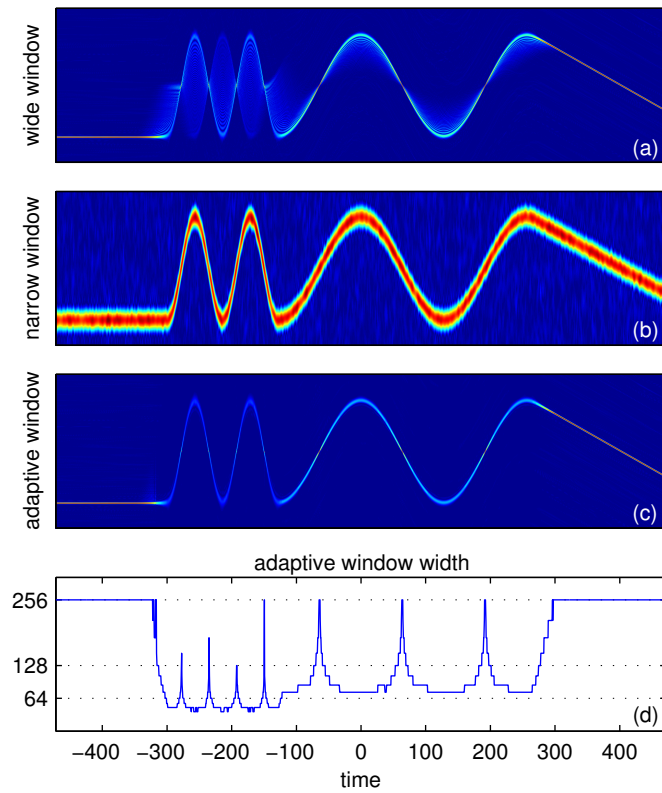 wide window
(a)
narrow window
(b)
adaptive window
(c)
adaptive window width
256
128
64
(d)
−400 −300 −200 −100 0 100 200 300 400
time